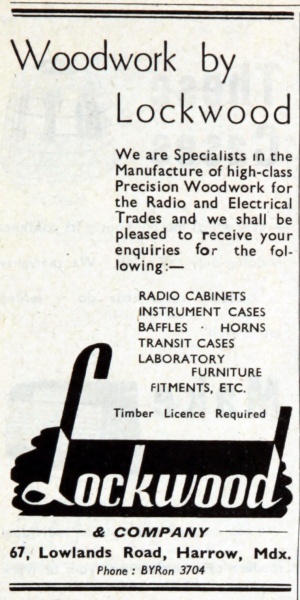 Woodwork by
Lockwood
We are Specialists in the
Manufacture of high-class
Precision Woodwork for
the Radio and Electrical
Trades and we shall be
pleased to receive your
enquiries for the fol-
lowing:—
RADIO CABINETS
INSTRUMENT CASES
BAFFLES · HORNS
TRANSIT CASES
LABORATORY
FURNITURE
FITMENTS, ETC.
Timber Licence Required
Lockwood
& COMPANY
67, Lowlands Road, Harrow, Mdx.
Phone : BYRon 3704